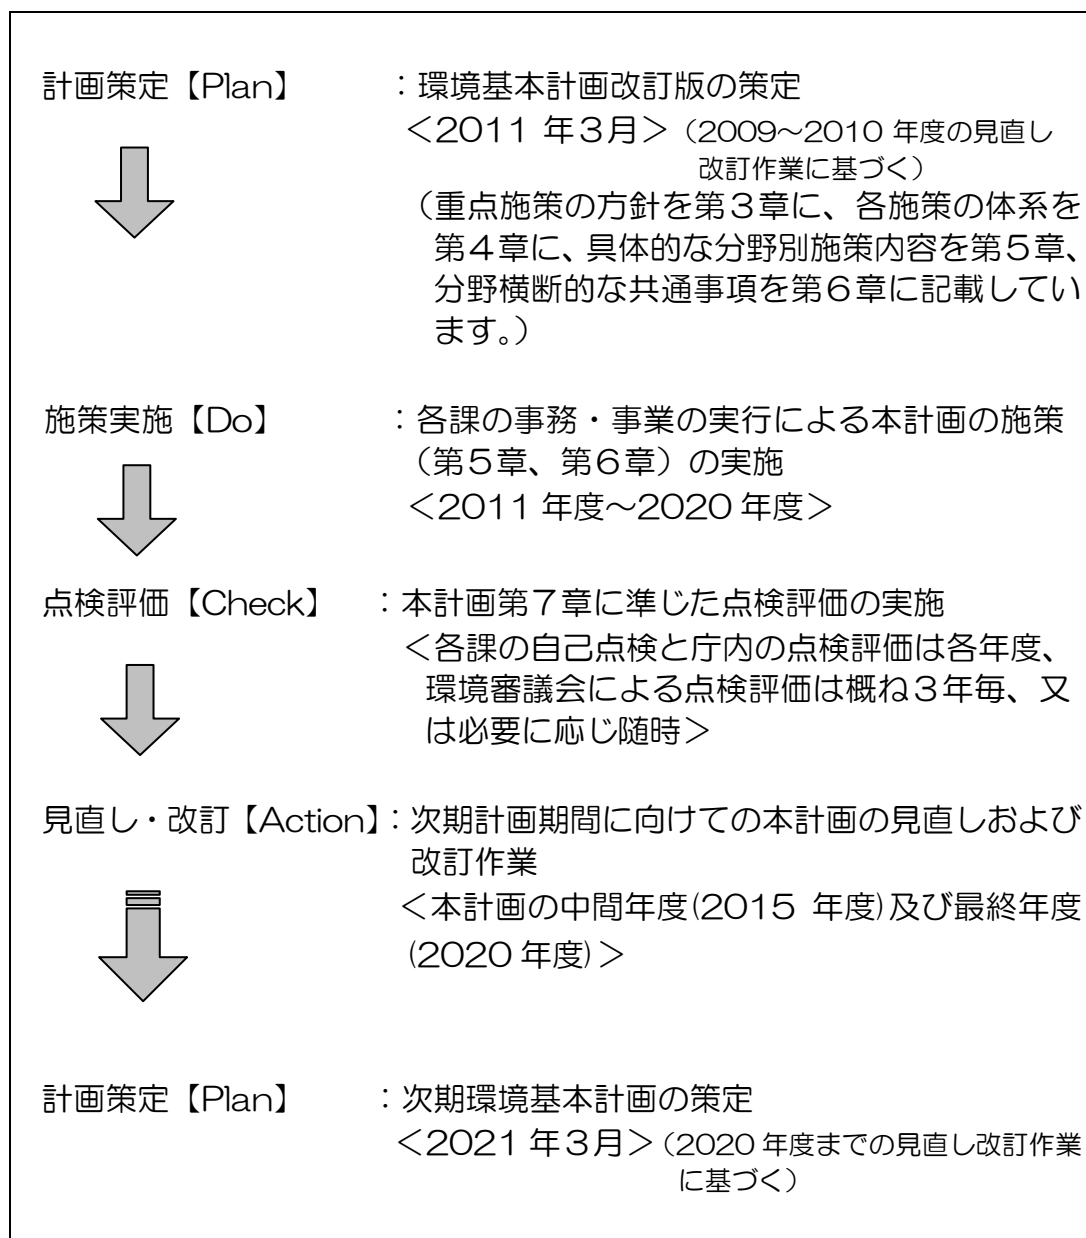 計画策定【Plan】　　：環境基本計画改訂版の策定
＜2011 年３月＞（2009～2010 年度の見直し
改訂作業に基づく）
（重点施策の方針を第３章に、各施策の体系を
第４章に、具体的な分野別施策内容を第５章、
分野横断的な共通事項を第６章に記載してい
ます。）
施策実施【Do】　　：各課の事務・事業の実行による本計画の施策
（第５章、第６章）の実施
＜2011 年度～2020 年度＞
点検評価【Check】　：本計画第７章に準じた点検評価の実施
＜各課の自己点検と庁内の点検評価は各年度、
環境審議会による点検評価は概ね３年毎、又
は必要に応じ随時＞
見直し・改訂【Action】：次期計画期間に向けての本計画の見直しおよび
改訂作業
＜本計画の中間年度(2015 年度)及び最終年度
(2020 年度)＞
計画策定【Plan】　　：次期環境基本計画の策定
＜2021 年３月＞（2020 年度までの見直し改訂作業
に基づく）